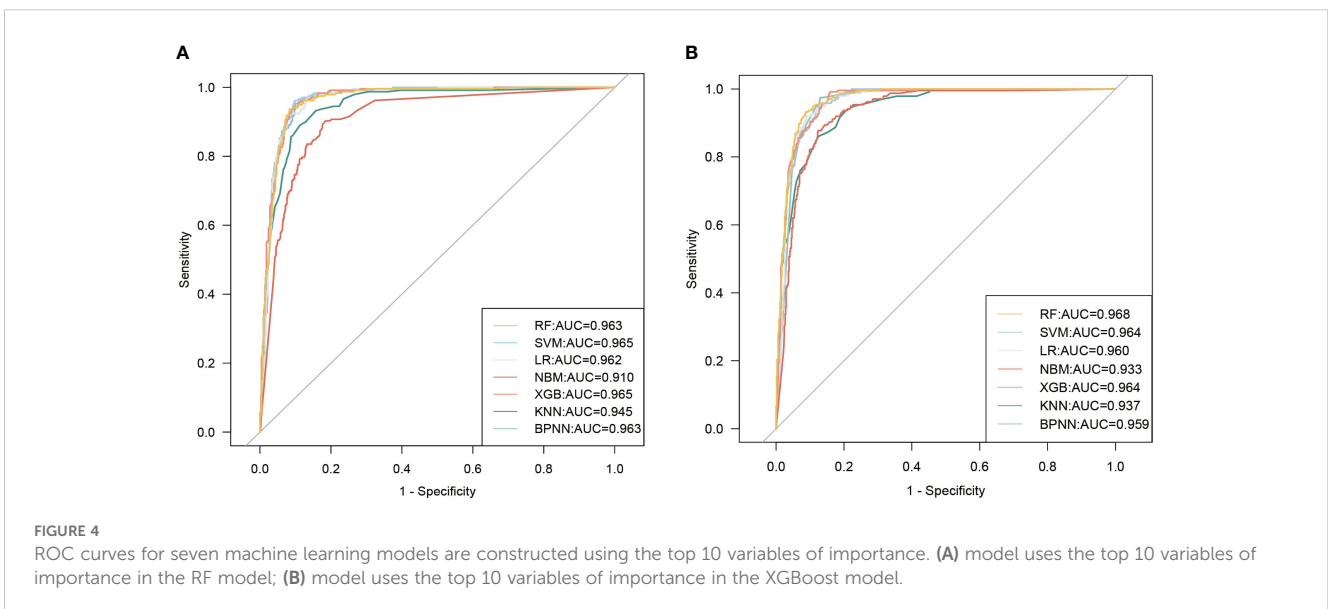 A
1.0
0.8
0.6
0.4
0.2
0.0
Sensitivity
0.0 0.2 0.4 0.6 0.8 1.0
1 - Specificity
RF:AUC=0.963
SVM:AUC=0.965
LR:AUC=0.962
NBM:AUC=0.910
XGB:AUC=0.965
KNN:AUC=0.945
BPNN:AUC=0.963
B
1.0
0.8
0.6
0.4
0.2
0.0
Sensitivity
0.0 0.2 0.4 0.6 0.8 1.0
1 - Specificity
RF:AUC=0.968
SVM:AUC=0.964
LR:AUC=0.960
NBM:AUC=0.933
XGB:AUC=0.964
KNN:AUC=0.937
BPNN:AUC=0.959
FIGURE 4
ROC curves for seven machine learning models are constructed using the top 10 variables of importance. (A) model uses the top 10 variables of
importance in the RF model; (B) model uses the top 10 variables of importance in the XGBoost model.